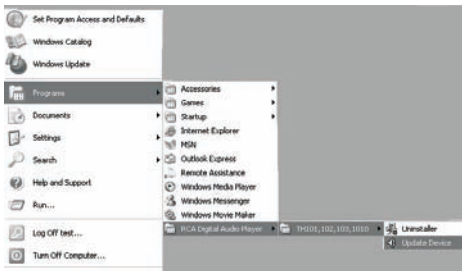 Set Program Access and Defaults
Windows Catalog
Windows Update
Programs
Documents
Settings
Search
Help and Support
Run...
Log Off test...
Turn Off Computer...
Accessories
Games
Startup
Internet Explorer
MSN
Outlook Express
Remote Assistance
Windows Media Player
Windows Messenger
Windows Movie Maker
RCA Digital Audio Player
TH101,102,103,1010
Uninstaller
Update Device